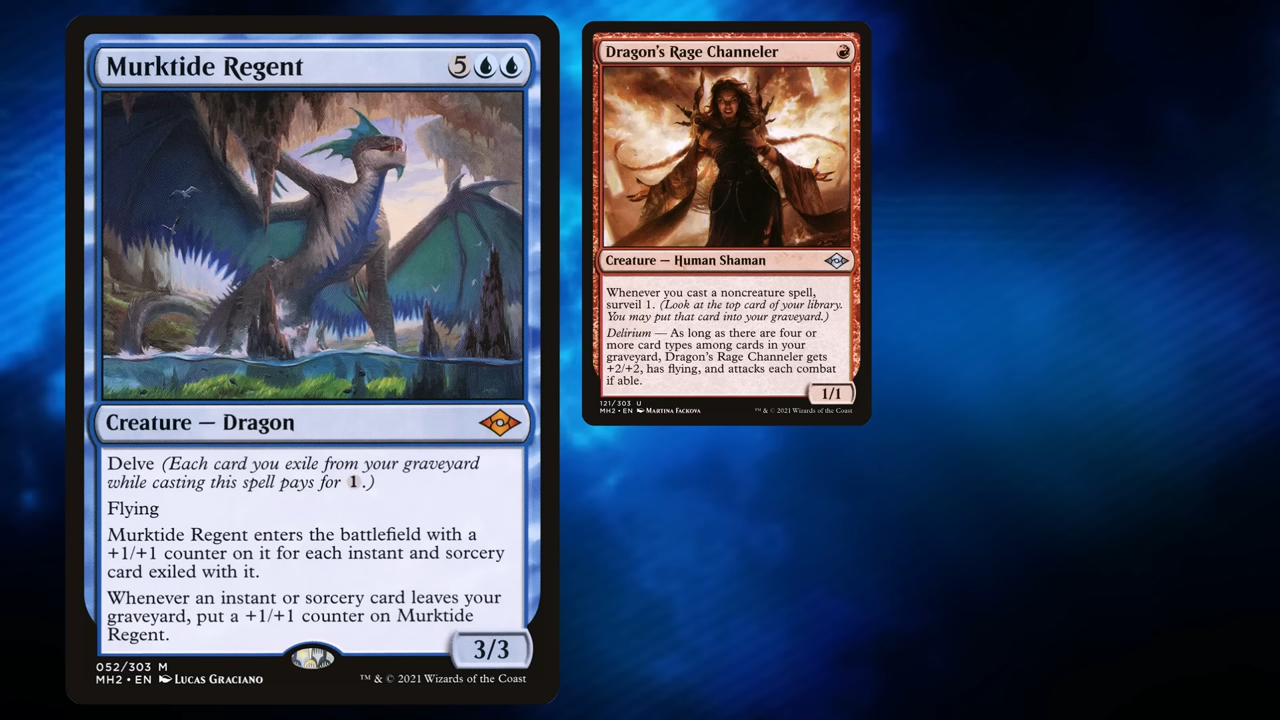 Murktide Regent
5
Creature — Dragon
Delve (Each card you exile from your graveyard
while casting this spell pays for 1.)
Flying
Murktide Regent enters the battlefield with a
+1/+1 counter on it for each instant and sorcery
card exiled with it.
Whenever an instant or sorcery card leaves your
graveyard, put a +1/+1 counter on Murktide
Regent.
3/3
052/303 M
MH2 • EN Lucas Graciano
™ & © 2021 Wizards of the Coast
Dragon's Rage Channeler
Creature — Human Shaman
Whenever you cast a noncreature spell,
surveil 1. (Look at the top card of your library.
You may put that card into your graveyard.)
Delirium — As long as there are four or
more card types among cards in your
graveyard, Dragon's Rage Channeler gets
+2/+2, has flying, and attacks each combat
if able.
1/1
121/303 U
MH2 • EN Martina Fackova
™ & © 2021 Wizards of the Coast